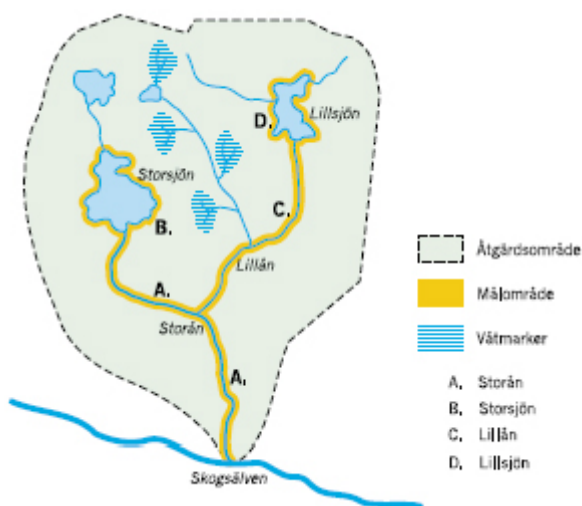 D.
Lillsjön
Storsjön
B.
C.
Lillån
A.
Storån
A.
Skogsälven
Åtgärdsområde
Målområde
Våtmarker
A. Storån
B. Storsjön
C. Lillån
D. Lillsjön